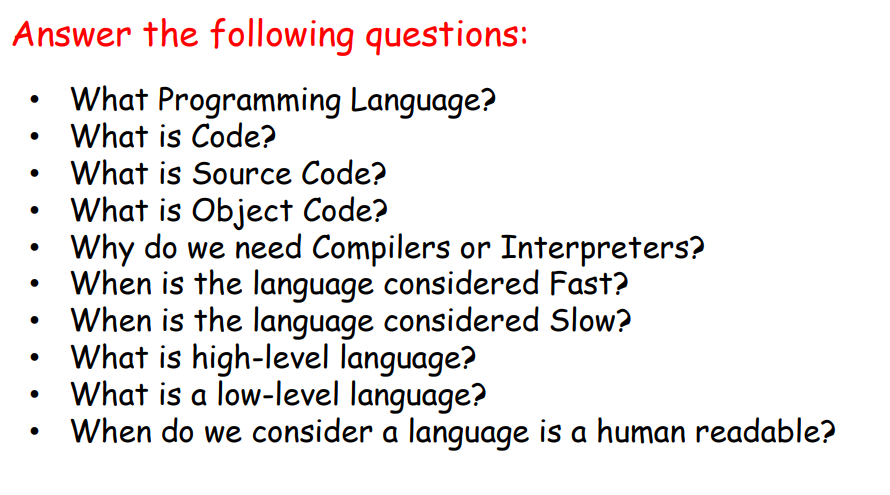 Answer the following questions:
• What Programming Language?
• What is Code?
• What is Source Code?
• What is Object Code?
• Why do we need Compilers or Interpreters?
• When is the language considered Fast?
• When is the language considered Slow?
• What is high-level language?
• What is a low-level language?
• When do we consider a language is a human readable?